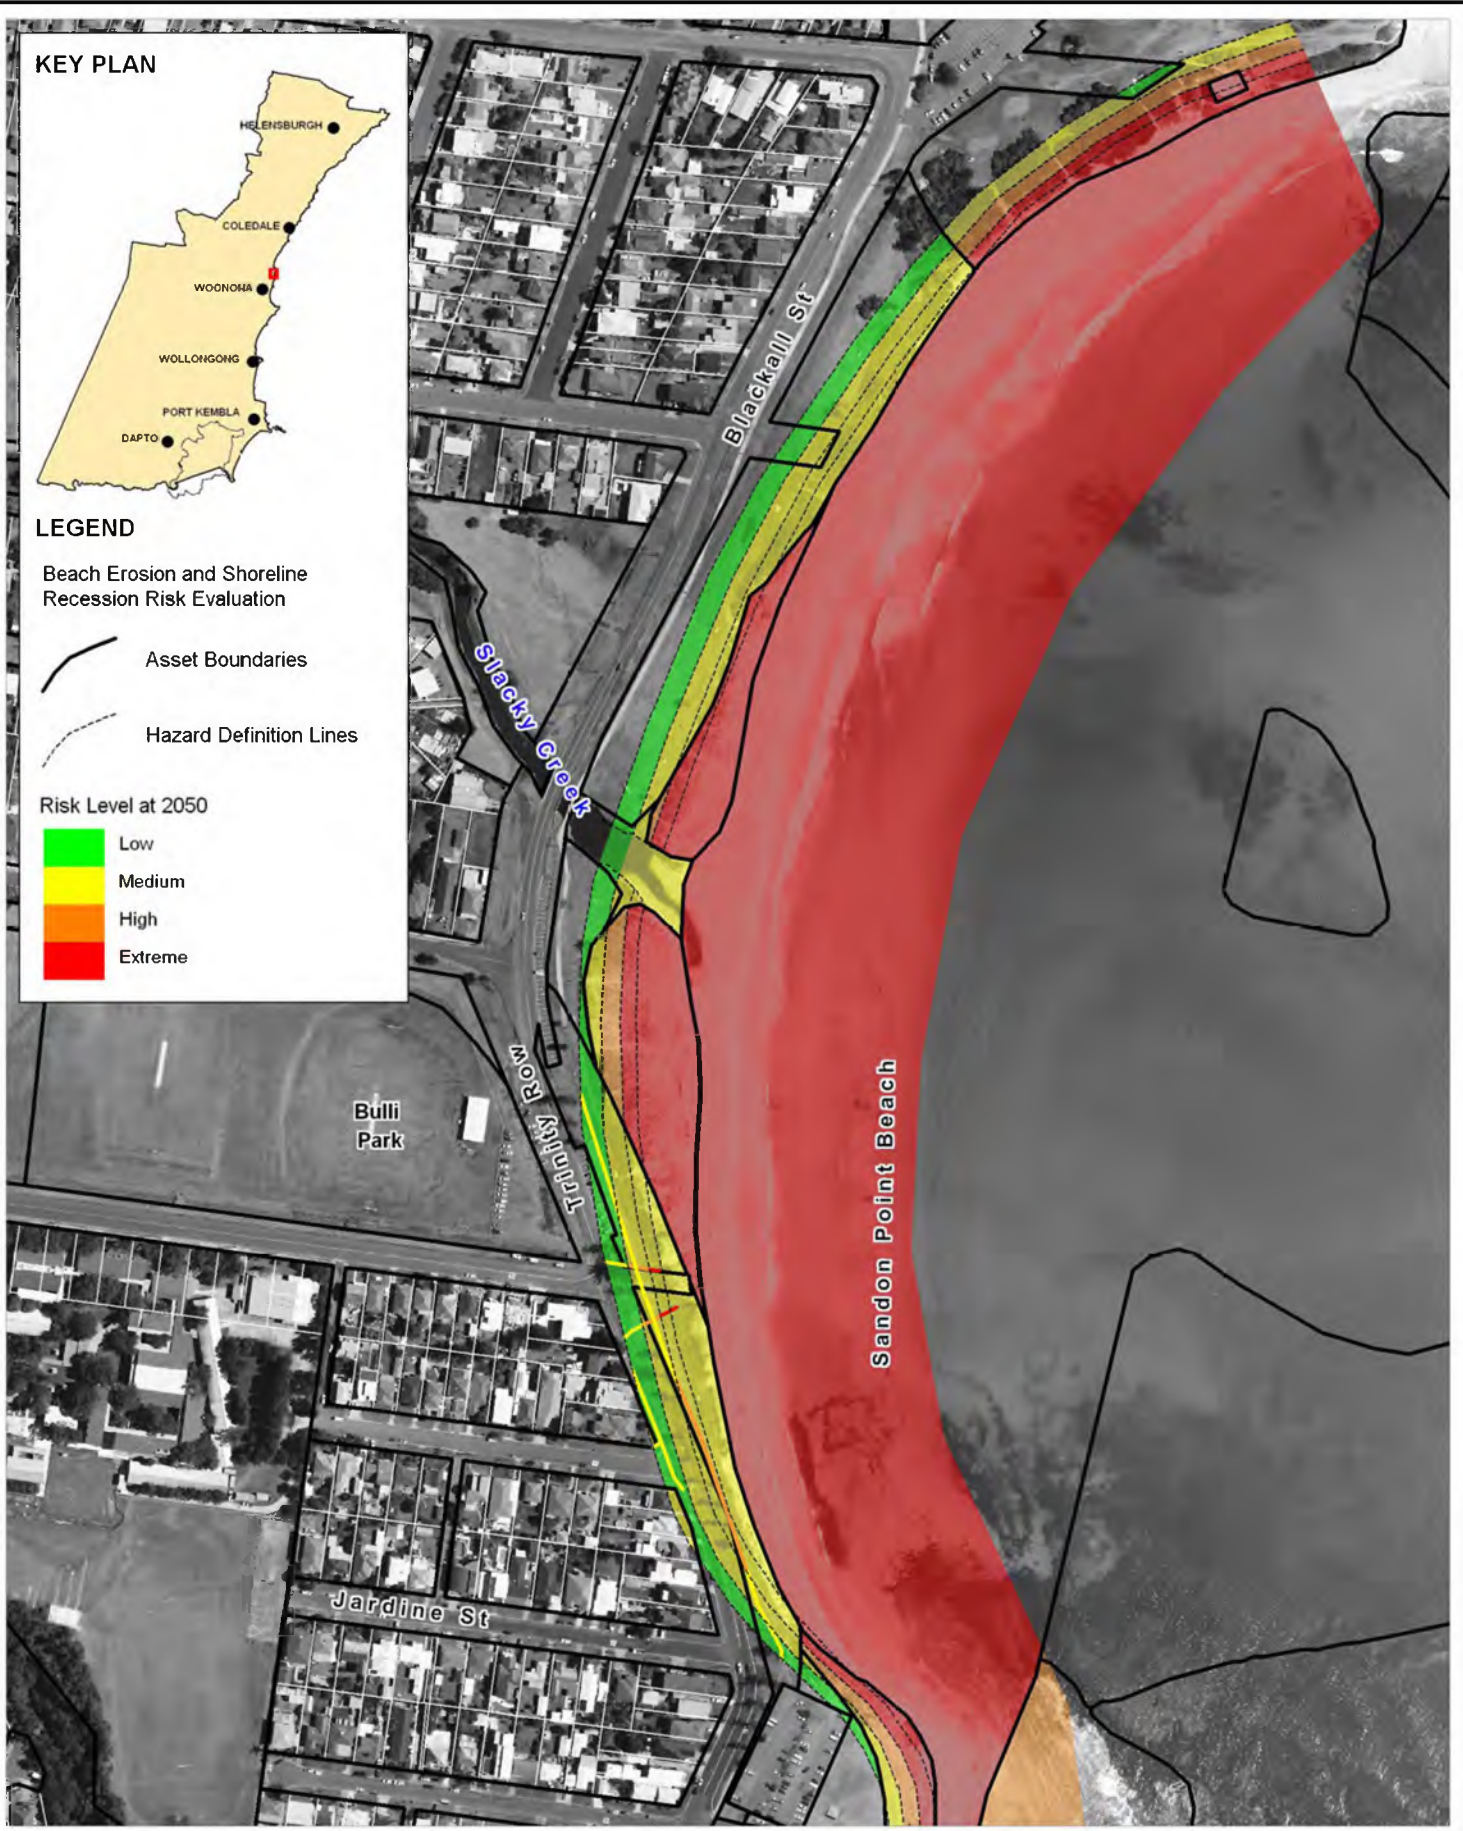 KEY PLAN
HELENSBURGH
COLEDALE
WOONONA
WOLLONGONG
PORT KEMBLA
DAPTO
LEGEND
Beach Erosion and Shoreline
Recession Risk Evaluation
Asset Boundaries
Hazard Definition Lines
Risk Level at 2050
Low
Medium
High
Extreme
Blackall St
Slacky Creek
Trinity Row
Bulli
Park
Sandon Point Beach
Jardine St